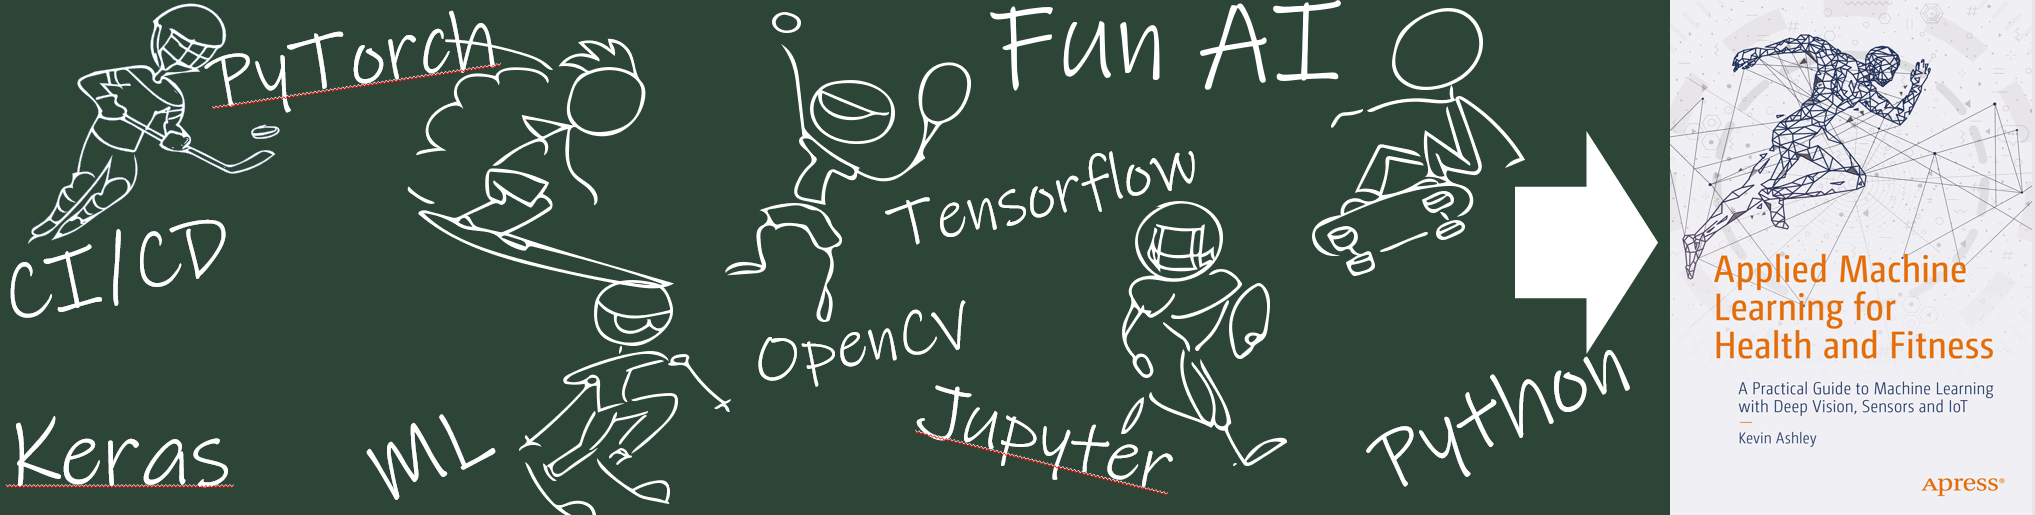 PyTorch
Fun AI
Tensorflow
CI/CD
OpenCV
Jupyter
Python
Keras
ML
Applied Machine
Learning for
Health and Fitness
A Practical Guide to Machine Learning
with Deep Vision, Sensors and IoT
Kevin Ashley
Apress®